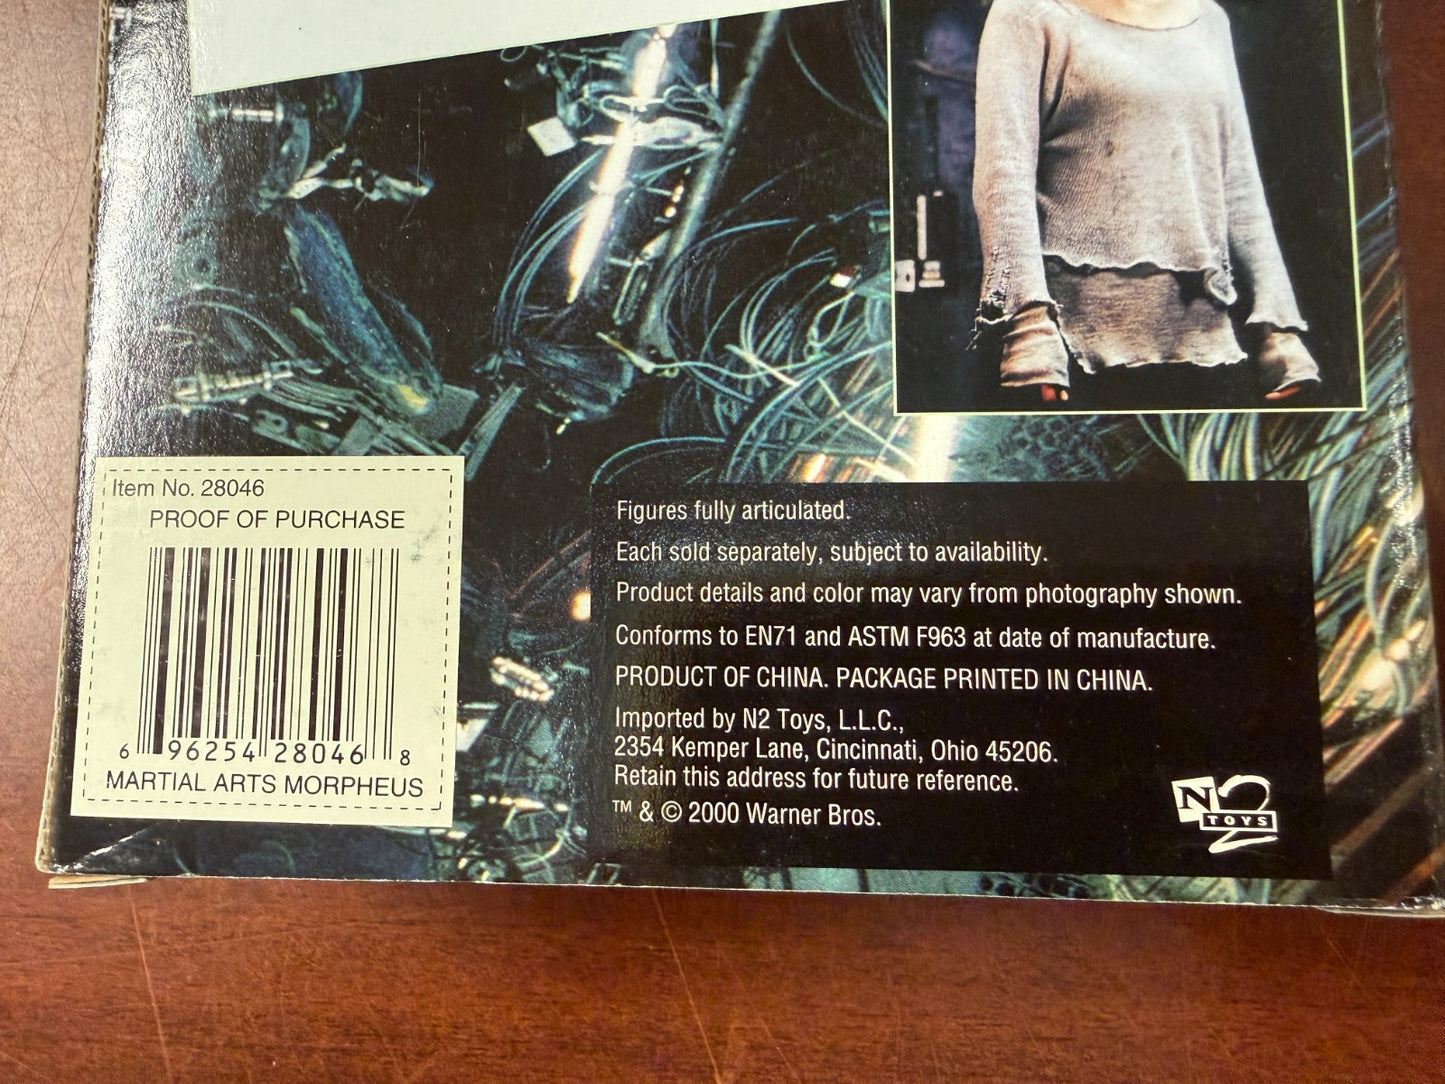 Item No. 28046
PROOF OF PURCHASE
6 96254 28046 8
MARTIAL ARTS MORPHEUS
Figures fully articulated.
Each sold separately, subject to availability.
Product details and color may vary from photography shown.
Conforms to EN71 and ASTM F963 at date of manufacture.
PRODUCT OF CHINA. PACKAGE PRINTED IN CHINA.
Imported by N2 Toys, L.L.C.,
2354 Kemper Lane, Cincinnati, Ohio 45206.
Retain this address for future reference.
™ & © 2000 Warner Bros.
N2
TOYS